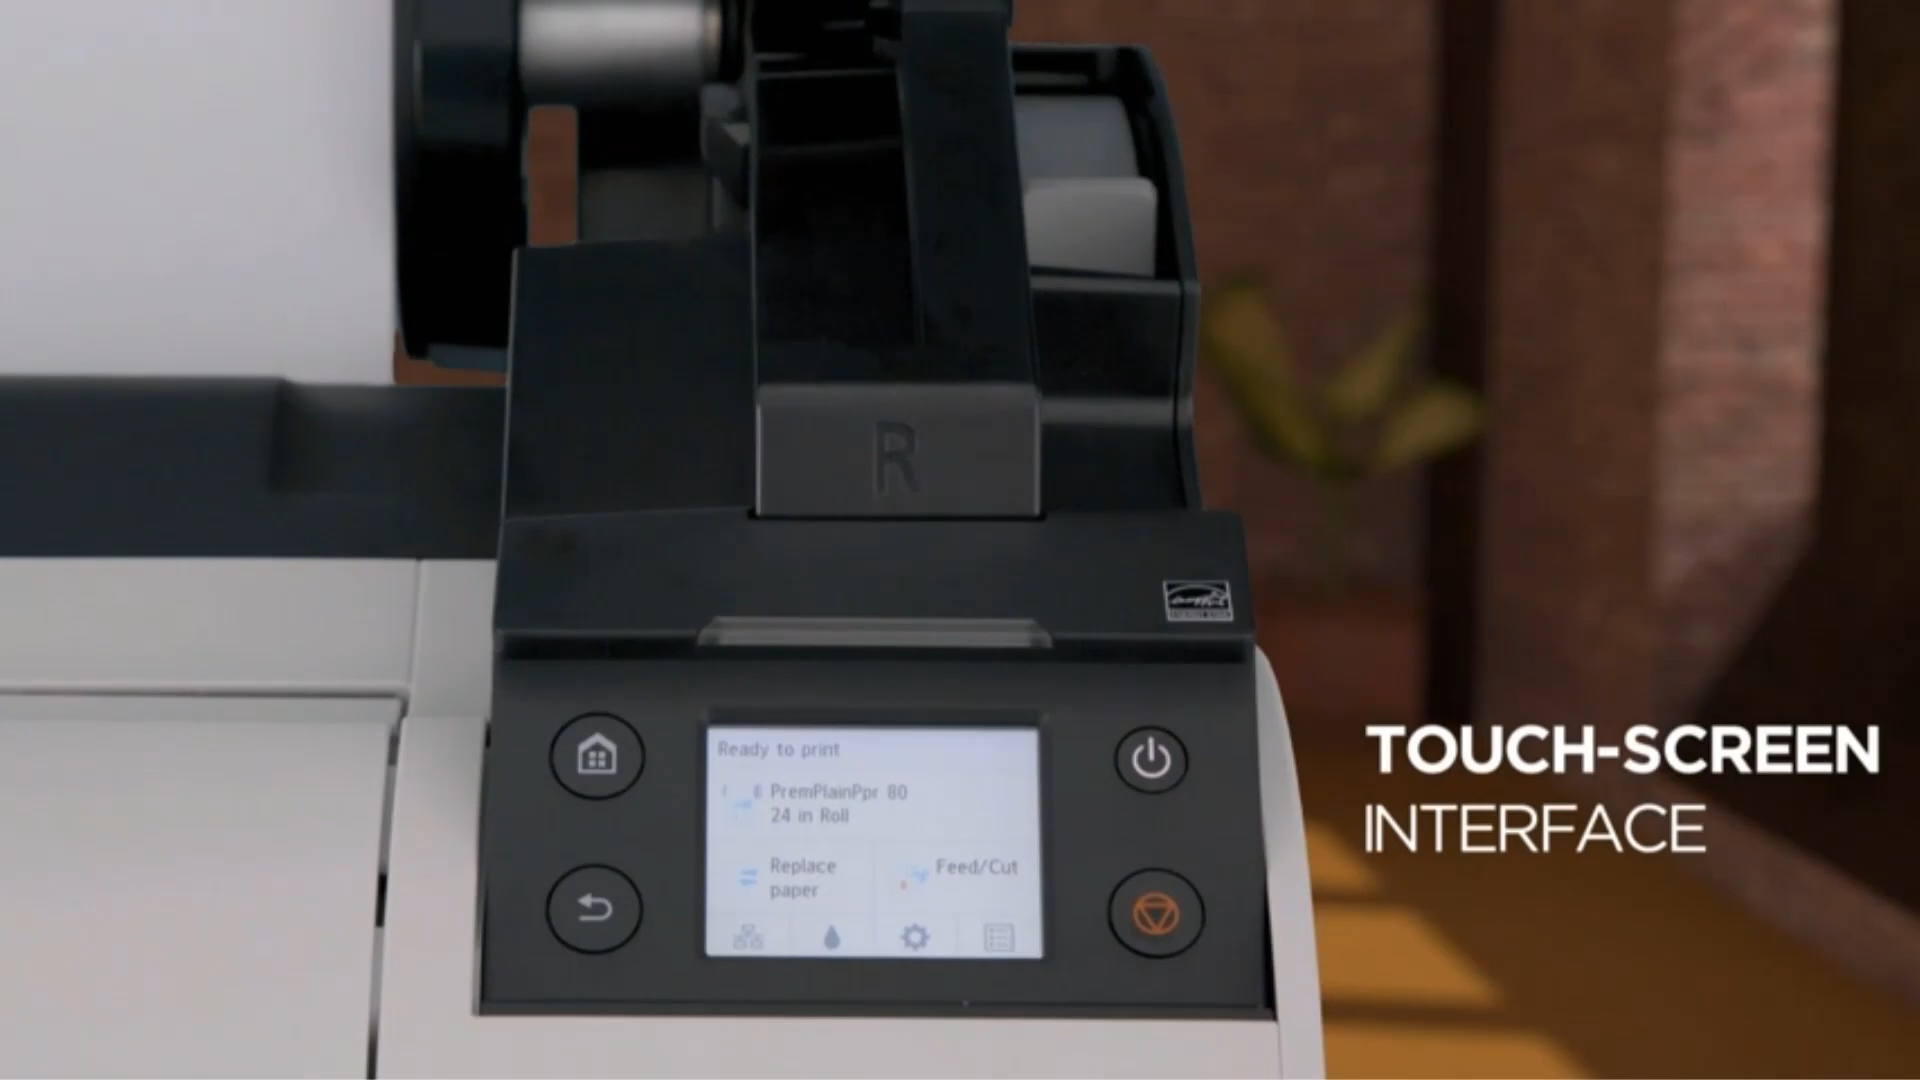 R
Ready to print
PremPlainPpr 80
24 in Roll
Replace
paper
Feed/Cut
TOUCH-SCREEN
INTERFACE